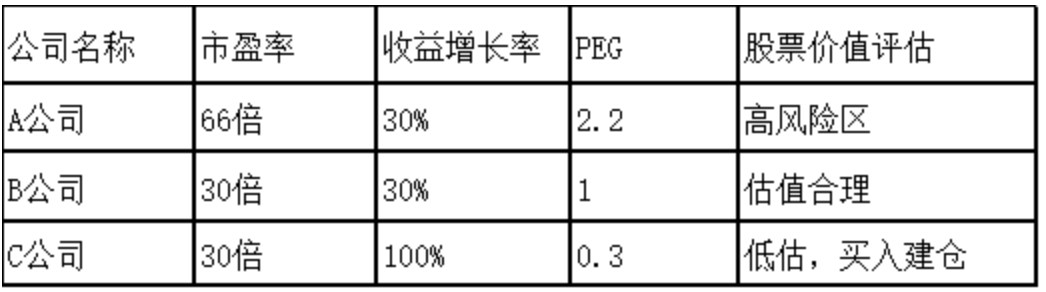 公司名称 市盈率 收益增长率 PEG 股票价值评估
A公司 66倍 30% 2.2 高风险区
B公司 30倍 30% 1 估值合理
C公司 30倍 100% 0.3 低估，买入建仓